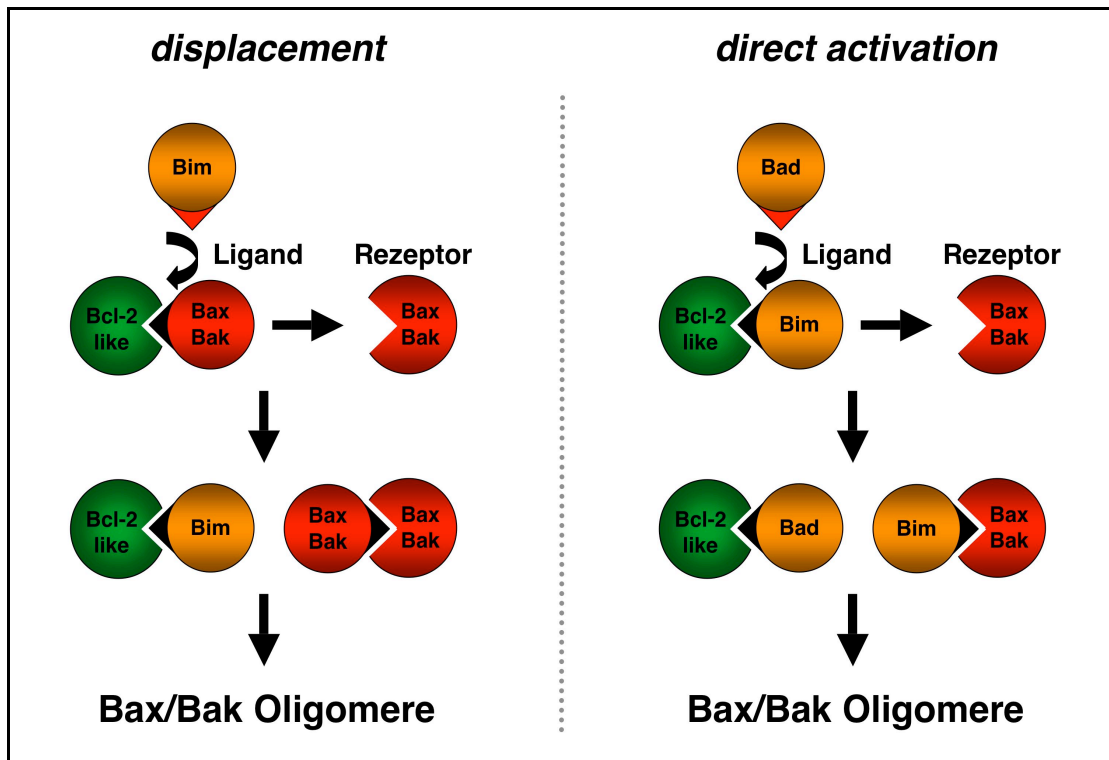 displacement
Bim
Ligand
Rezeptor
Bcl-2
like
Bax
Bak
Bax
Bak
Bcl-2
like
Bim
Bax
Bak
Bax
Bak
Bax/Bak Oligomere
direct activation
Bad
Ligand
Rezeptor
Bcl-2
like
Bim
Bax
Bak
Bcl-2
like
Bad
Bim
Bax
Bak
Bax/Bak Oligomere